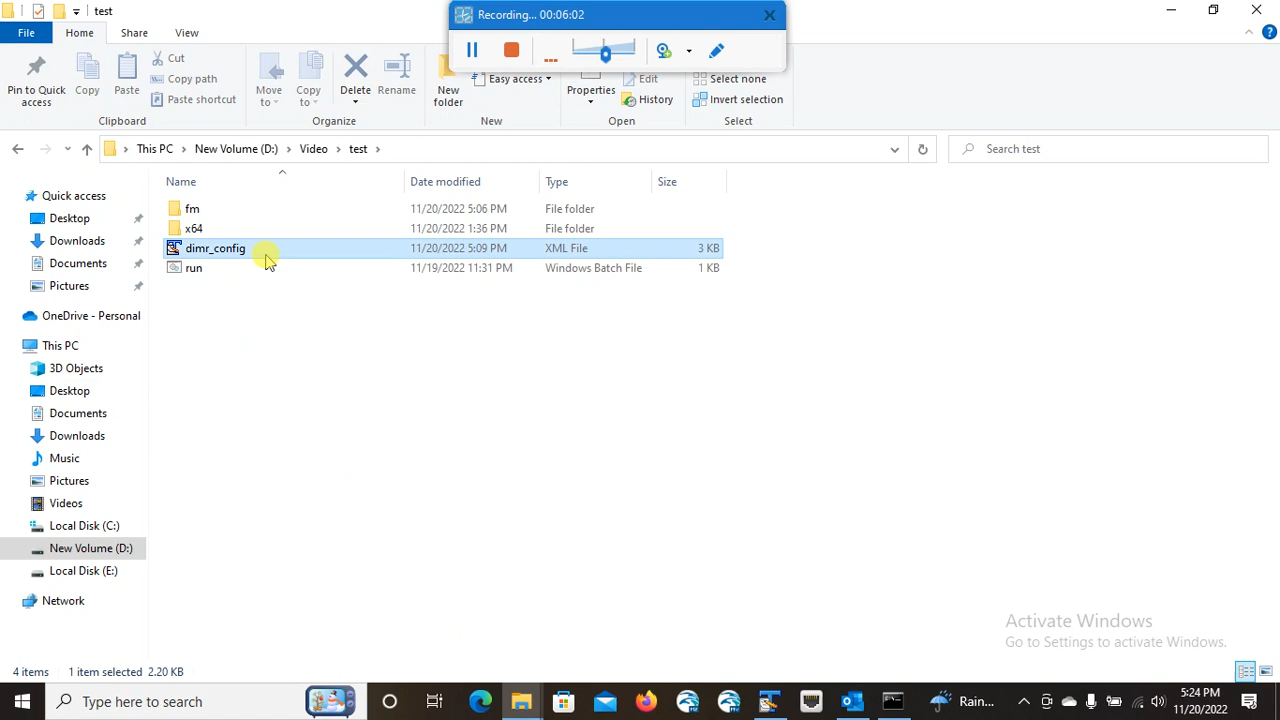 test
Recording... 00:06:02
File Home Share View
Pin to Quick access
Copy
Paste
Cut
Copy path
Paste shortcut
Clipboard
Move to
Copy to
Delete
Rename
Organize
New folder
Easy access
New
Properties
Edit
History
Open
Select none
Invert selection
Select
This PC > New Volume (D:) > Video > test >
Search test
Name Date modified Type Size
fm 11/20/2022 5:06 PM File folder
x64 11/20/2022 1:36 PM File folder
dimr_config 11/20/2022 5:09 PM XML File 3 KB
run 11/19/2022 11:31 PM Windows Batch File 1 KB
Quick access
Desktop
Downloads
Documents
Pictures
OneDrive - Personal
This PC
3D Objects
Desktop
Documents
Downloads
Music
Pictures
Videos
Local Disk (C:)
New Volume (D:)
Local Disk (E:)
Network
Activate Windows
Go to Settings to activate Windows.
4 items 1 item selected 2.20 KB
Type here to search
Rain...
5:24 PM
11/20/2022